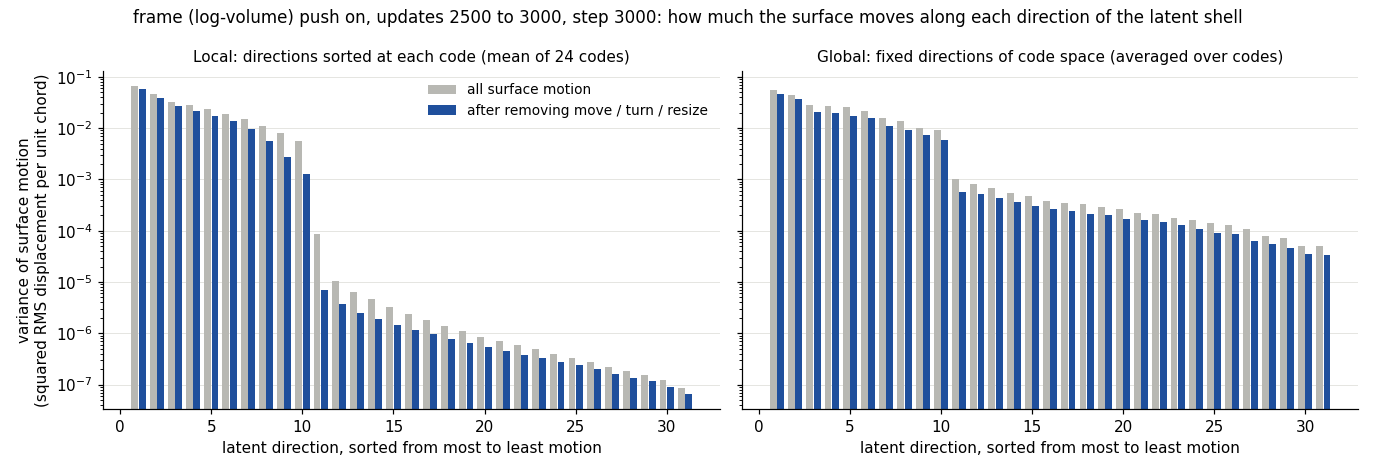 frame (log-volume) push on, updates 2500 to 3000, step 3000: how much the surface moves along each direction of the latent shell
Local: directions sorted at each code (mean of 24 codes)
Global: fixed directions of code space (averaged over codes)
all surface motion
after removing move / turn / resize
variance of surface motion
(squared RMS displacement per unit chord)
10⁻¹
10⁻²
10⁻³
10⁻⁴
10⁻⁵
10⁻⁶
10⁻⁷
0 5 10 15 20 25 30
0 5 10 15 20 25 30
latent direction, sorted from most to least motion
latent direction, sorted from most to least motion